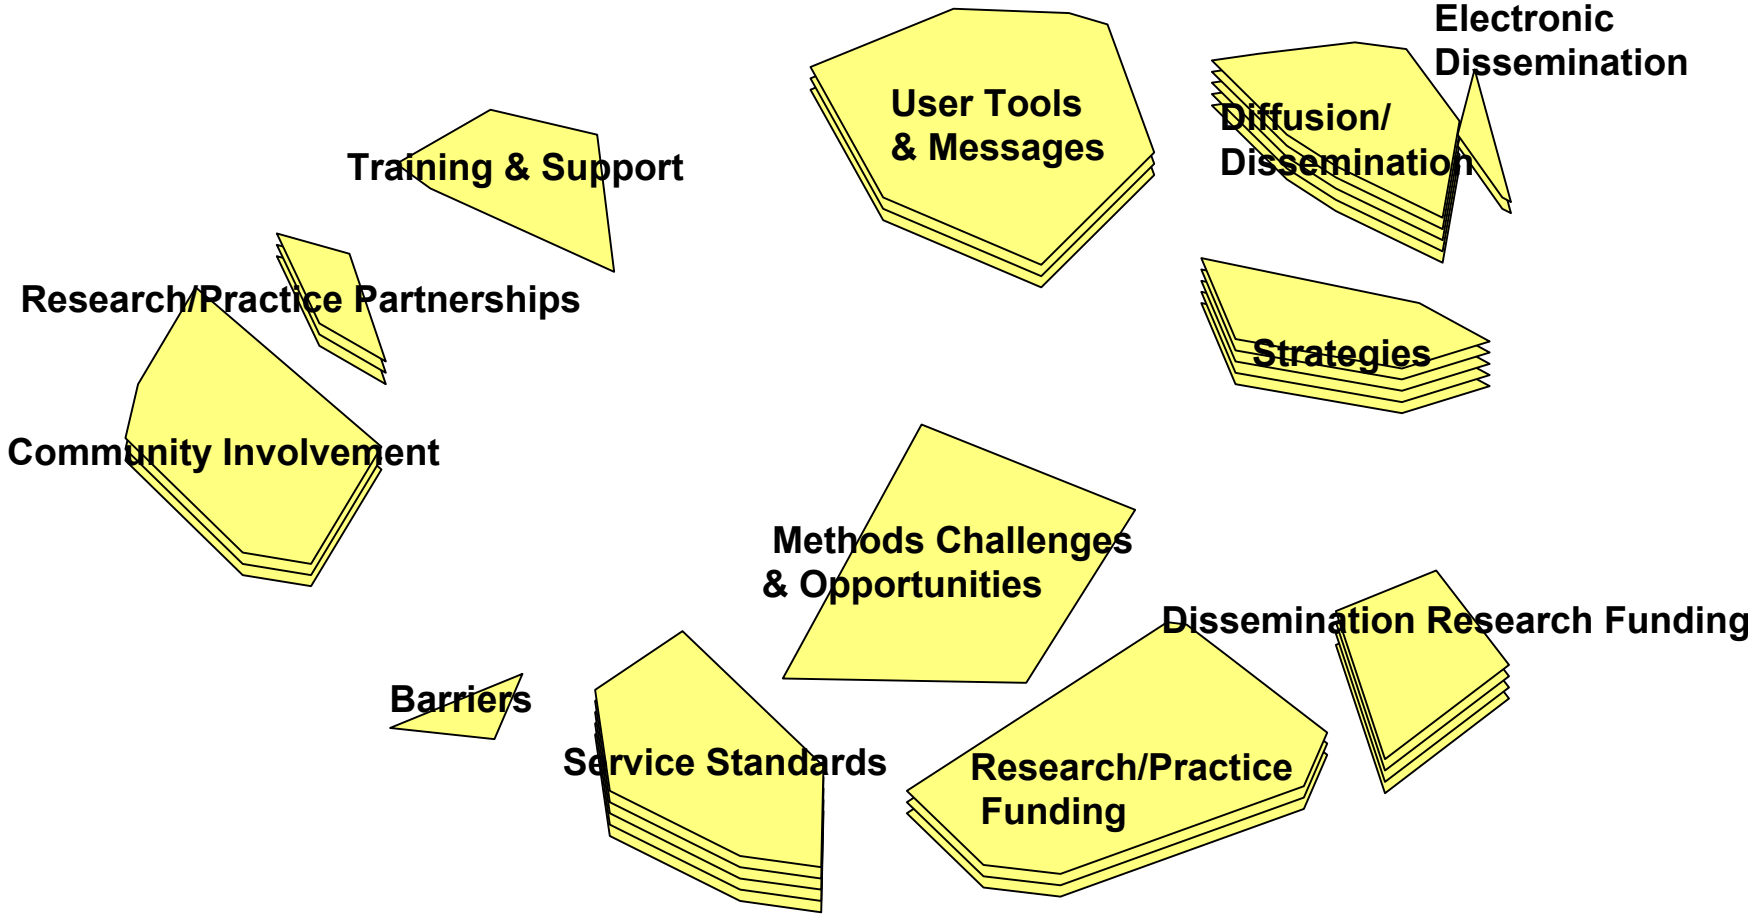 Electronic
Dissemination
User Tools
& Messages
Diffusion/
Dissemination
Training & Support
Research/Practice Partnerships
Strategies
Community Involvement
Methods Challenges
& Opportunities
Dissemination Research Funding
Barriers
Service Standards
Research/Practice
Funding